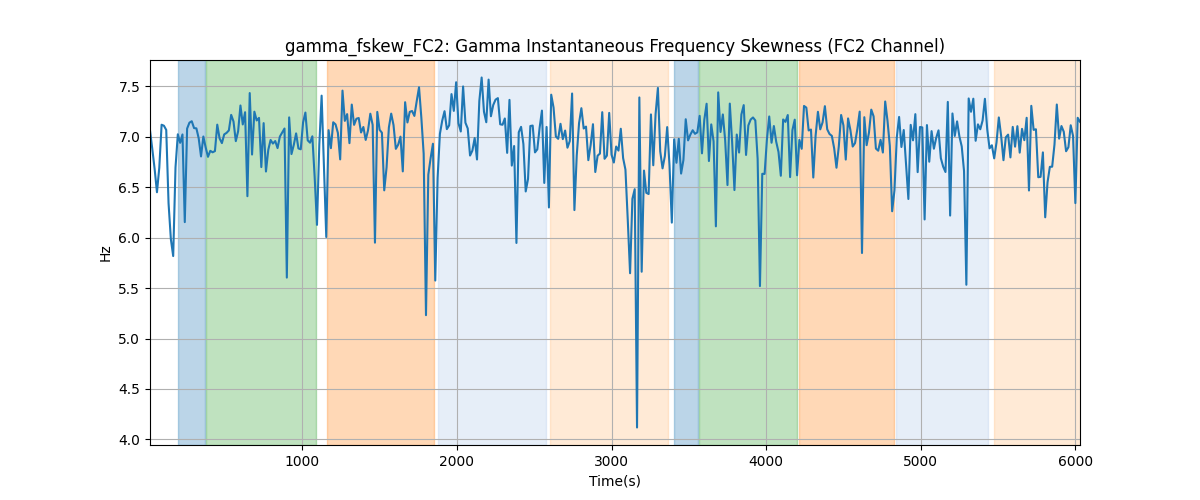 gamma_fskew_FC2: Gamma Instantaneous Frequency Skewness (FC2 Channel)
7.5
7.0
6.5
6.0
5.5
5.0
4.5
4.0
Hz
1000 2000 3000 4000 5000 6000
Time(s)